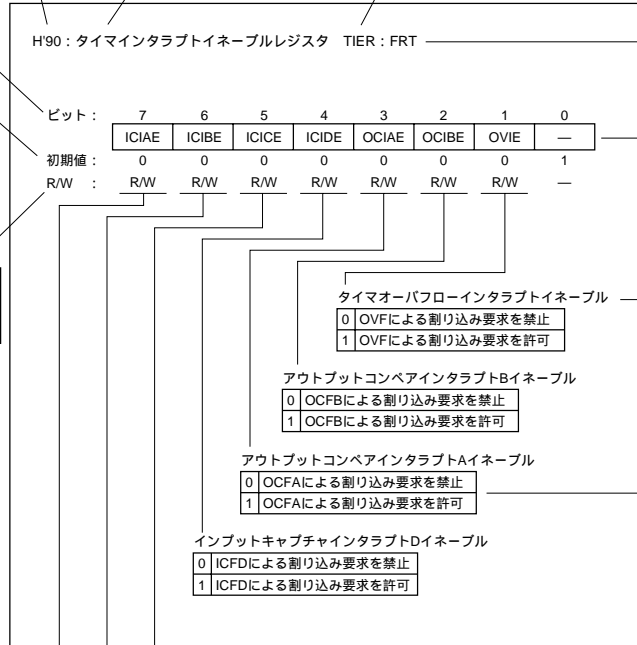 H'90：タイマインタラプトイネーブルレジスタ TIER：FRT
ビット： 7 6 5 4 3 2 1 0
ICIAE ICIBE ICICE ICIDE OCIAE OCIBE OVIE —
初期値： 0 0 0 0 0 0 0 1
R/W ： R/W R/W R/W R/W R/W R/W R/W —
タイマオーバフローインタラプトイネーブル
0 OVFによる割り込み要求を禁止
1 OVFによる割り込み要求を許可
アウトプットコンペアインタラプトBイネーブル
0 OCFBによる割り込み要求を禁止
1 OCFBによる割り込み要求を許可
アウトプットコンペアインタラプトAイネーブル
0 OCFAによる割り込み要求を禁止
1 OCFAによる割り込み要求を許可
インプットキャプチャインタラプトDイネーブル
0 ICFDによる割り込み要求を禁止
1 ICFDによる割り込み要求を許可